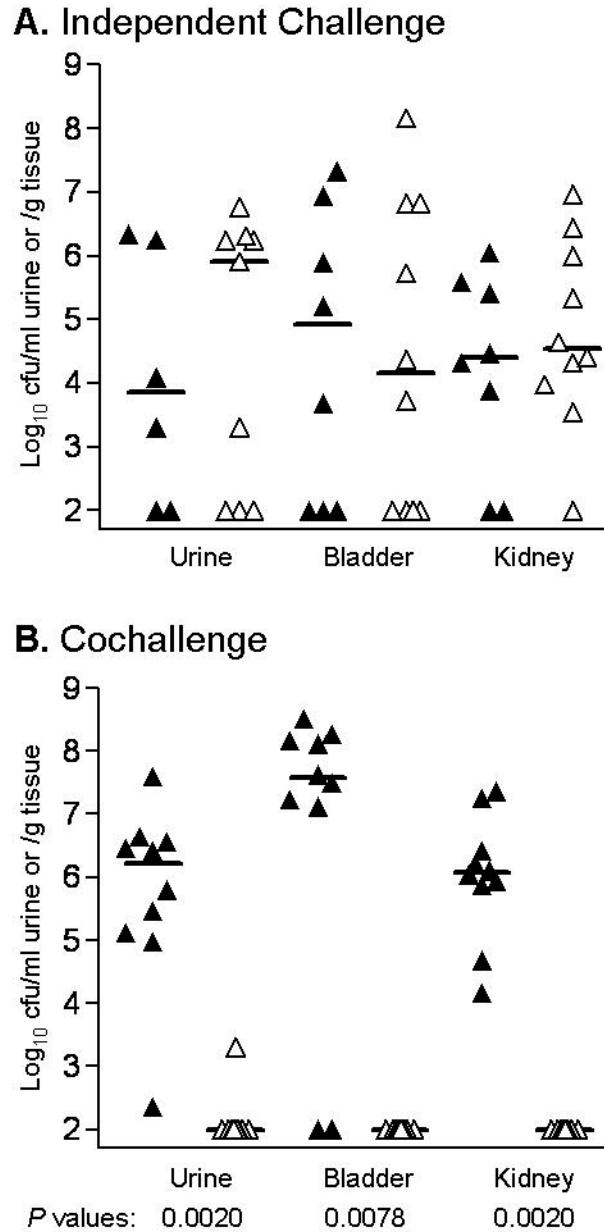 A. Independent Challenge
Log10 cfu/ml urine or /g tissue
9
8
7
6
5
4
3
2
Urine Bladder Kidney
B. Cochallenge
Log10 cfu/ml urine or /g tissue
9
8
7
6
5
4
3
2
Urine Bladder Kidney
P values: 0.0020 0.0078 0.0020